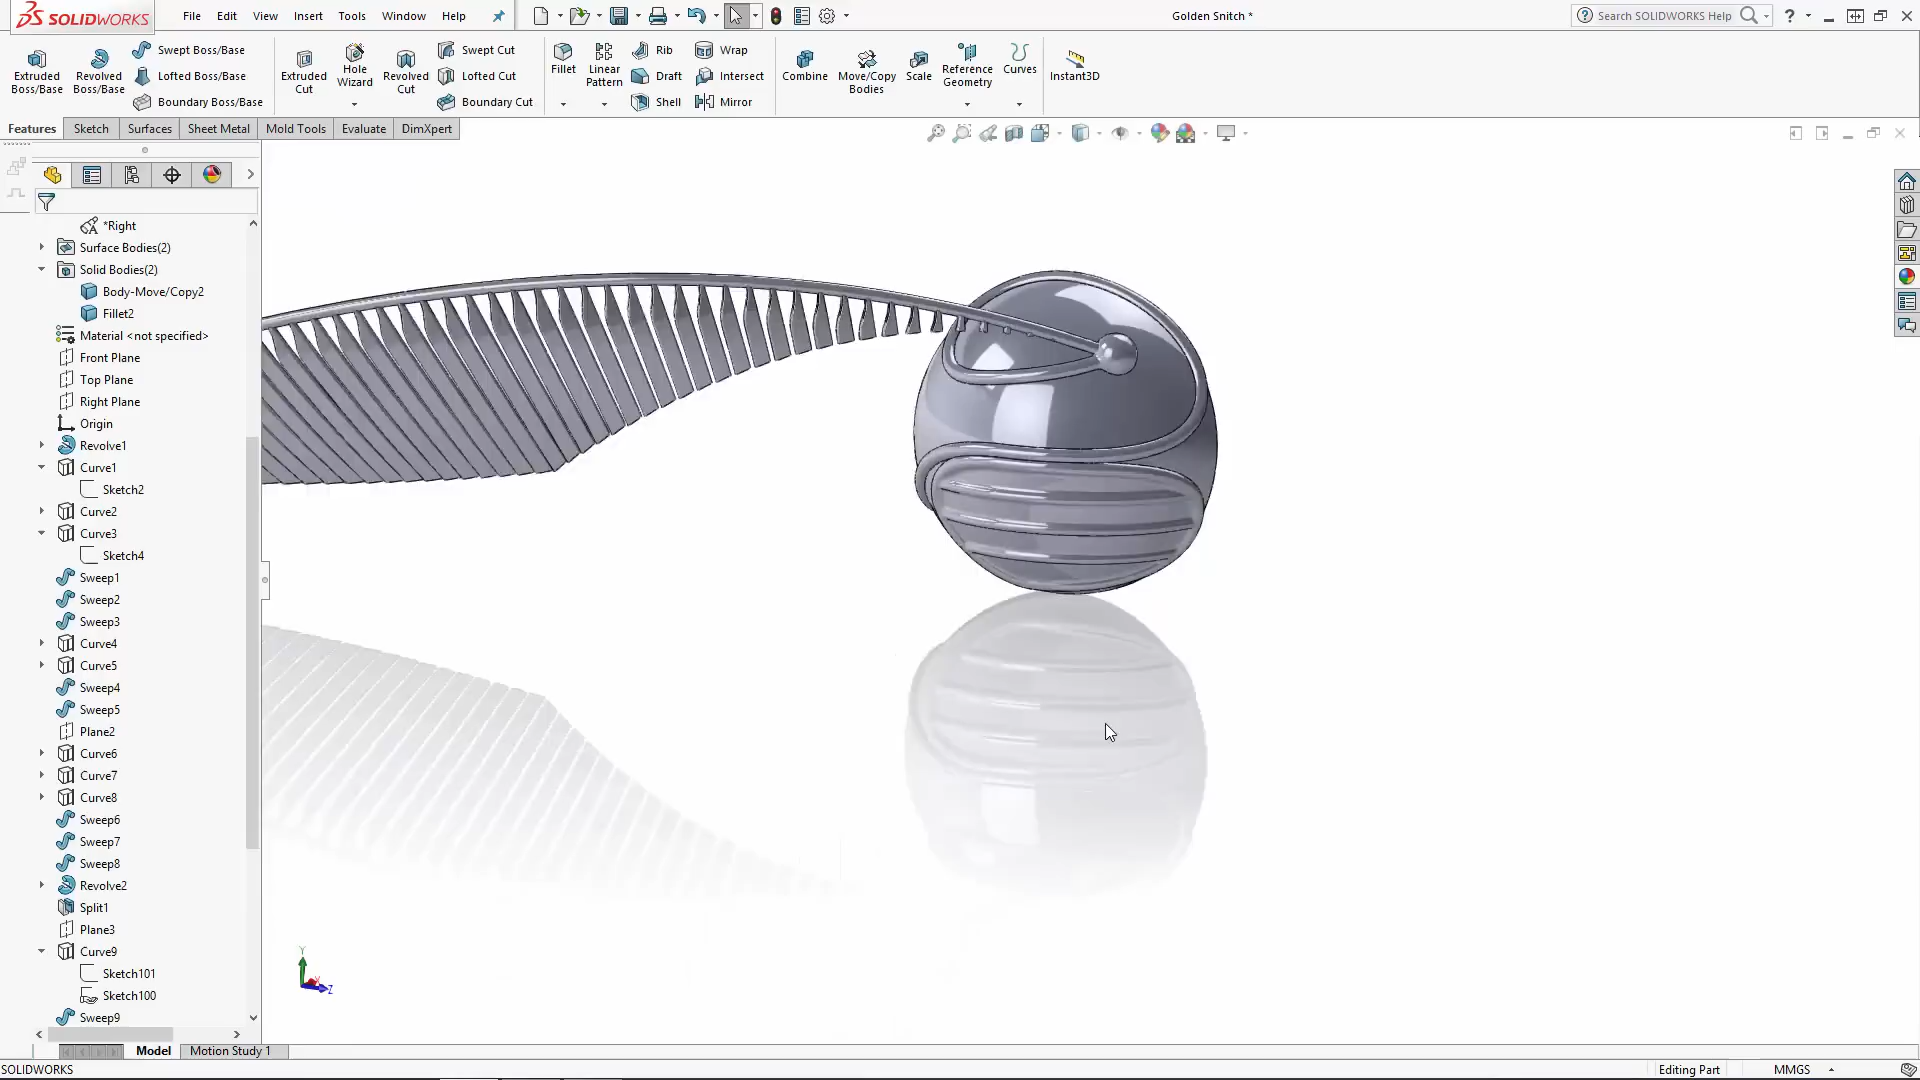 SOLIDWORKS
File Edit View Insert Tools Window Help
Golden Snitch *
Search SOLIDWORKS Help
Extruded Boss/Base
Revolved Boss/Base
Swept Boss/Base
Lofted Boss/Base
Boundary Boss/Base
Extruded Cut
Hole Wizard
Revolved Cut
Swept Cut
Lofted Cut
Boundary Cut
Fillet
Linear Pattern
Rib
Draft
Shell
Wrap
Intersect
Mirror
Combine
Move/Copy Bodies
Scale
Reference Geometry
Curves
Instant3D
Features Sketch Surfaces Sheet Metal Mold Tools Evaluate DimXpert
*Right
Surface Bodies(2)
Solid Bodies(2)
Body-Move/Copy2
Fillet2
Material <not specified>
Front Plane
Top Plane
Right Plane
Origin
Revolve1
Curve1
Sketch2
Curve2
Curve3
Sketch4
Sweep1
Sweep2
Sweep3
Curve4
Curve5
Sweep4
Sweep5
Plane2
Curve6
Curve7
Curve8
Sweep6
Sweep7
Sweep8
Revolve2
Split1
Plane3
Curve9
Sketch101
Sketch100
Sweep9
Y
Z
Model Motion Study 1
SOLIDWORKS
Editing Part
MMGS